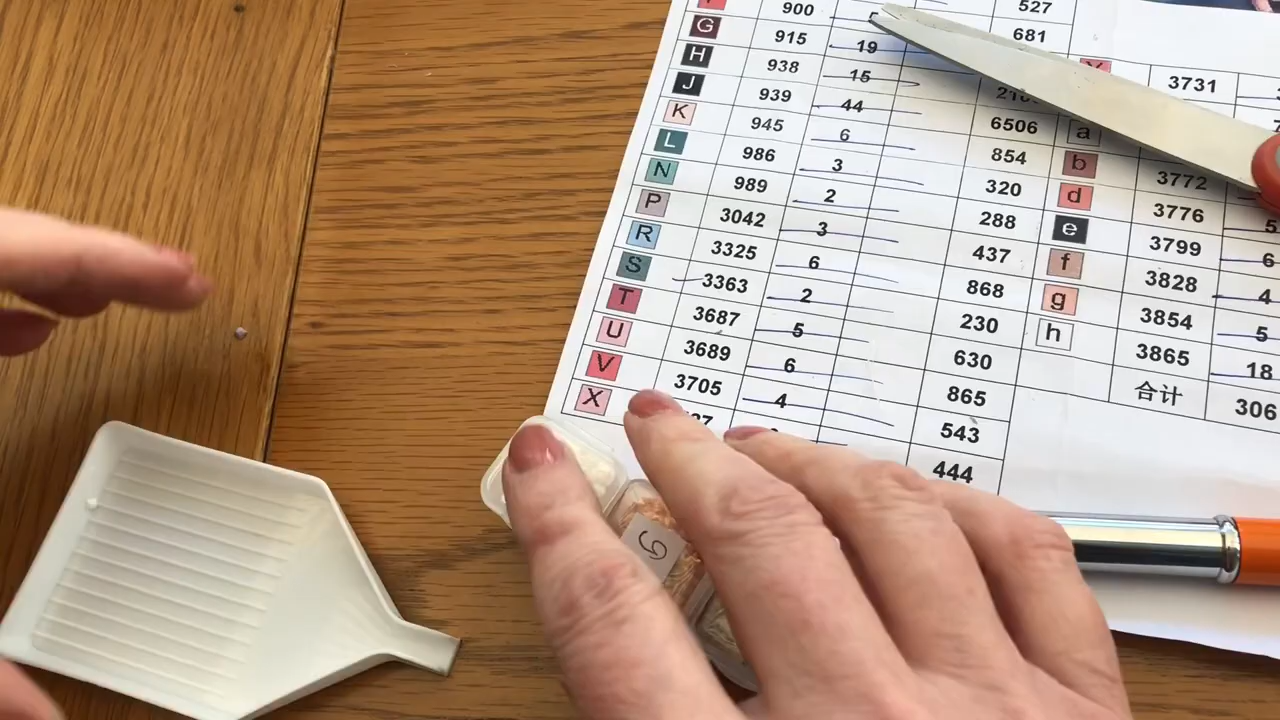 527
900 681
G 915 19
H 938 15
J 939 44 6506
K 945 6 854
L 986 3 320
N 989 2 288
P 3042 3 437
R 3325 6 868
S 3363 2 230
T 3687 5 630
U 3689 6 865
V 3705 4 543
X 444
3731
a
b 3772
d 3776 5
e 3799 6
f 3828 4
g 3854 5
h 3865 18
合计 306
6